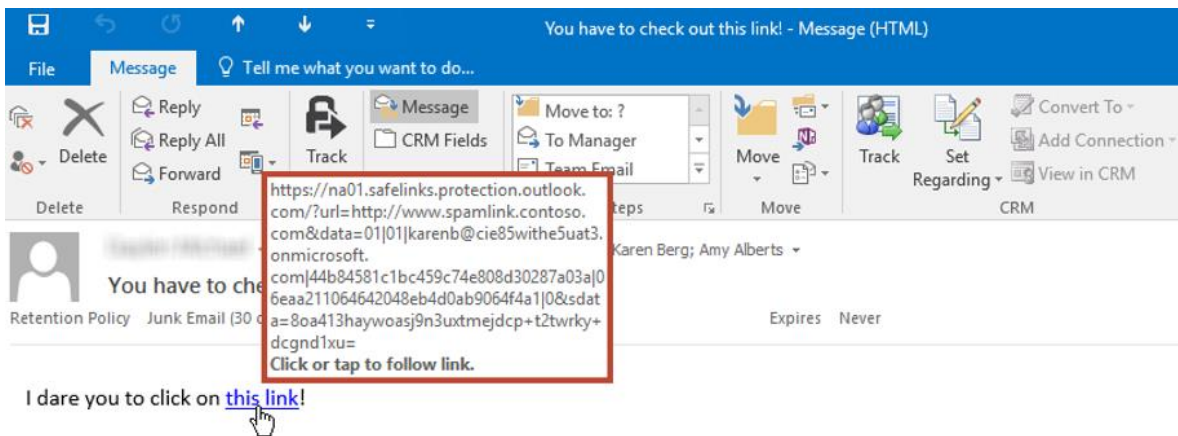 You have to check out this link! - Message (HTML)
File Message Tell me what you want to do...
Delete
Reply
Reply All
Forward
Track
Message
CRM Fields
Move to: ?
To Manager
Team Email
Move
Track
Set
Regarding
Convert To
Add Connection
View in CRM
Delete Respond teps Move CRM
https://na01.safelinks.protection.outlook.
com/?url=http://www.spamlink.contoso.
com&data=01|01|karenb@cie85withe5uat3.
onmicrosoft.
com|44b84581c1bc459c74e808d30287a03a|0
6eaa211064642048eb4d0ab9064f4a1|0&sdat
a=8oa413haywoasj9n3uxtmejdcp+t2twrky+
dcgnd1xu=
Click or tap to follow link.
Karen Berg; Amy Alberts
You have to che
Retention Policy Junk Email (30 Expires Never
I dare you to click on this link!